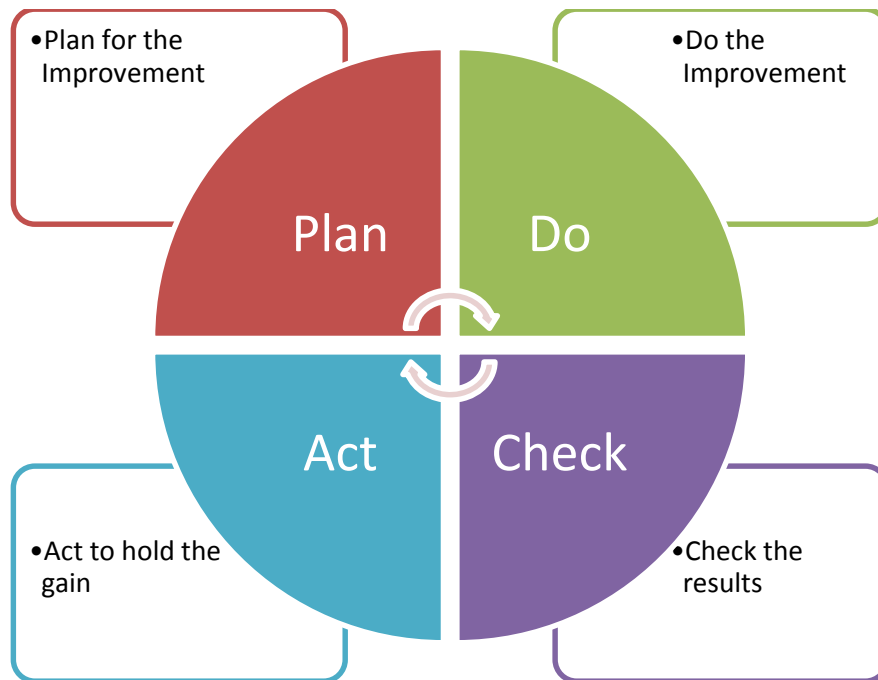 •Plan for the
Improvement
•Do the
Improvement
Plan
Do
Act
Check
•Act to hold the
gain
•Check the
results